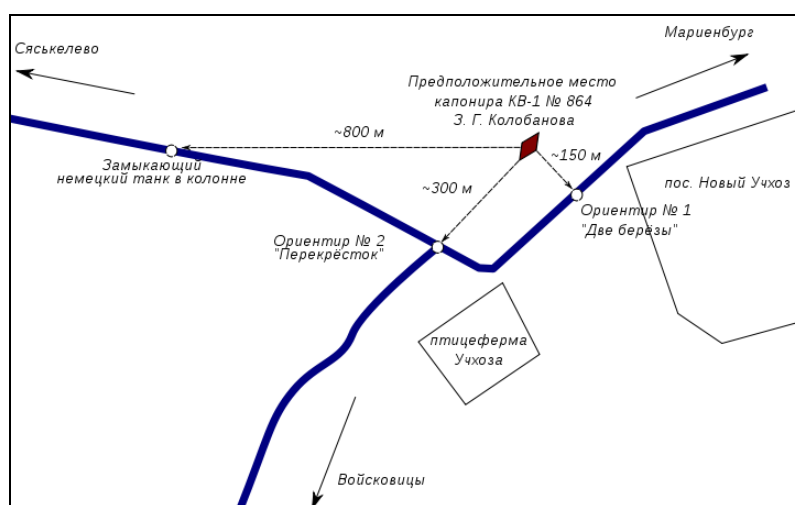 Сяськелево
Мариенбург
Предположительное место
капонира КВ-1 № 864
З. Г. Колобанова
~800 м
~150 м
Замыкающий
немецкий танк в колонне
~300 м
пос. Новый Учхоз
Ориентир № 1
"Две берёзы"
Ориентир № 2
"Перекрёсток"
птицеферма
Учхоза
Войсковицы